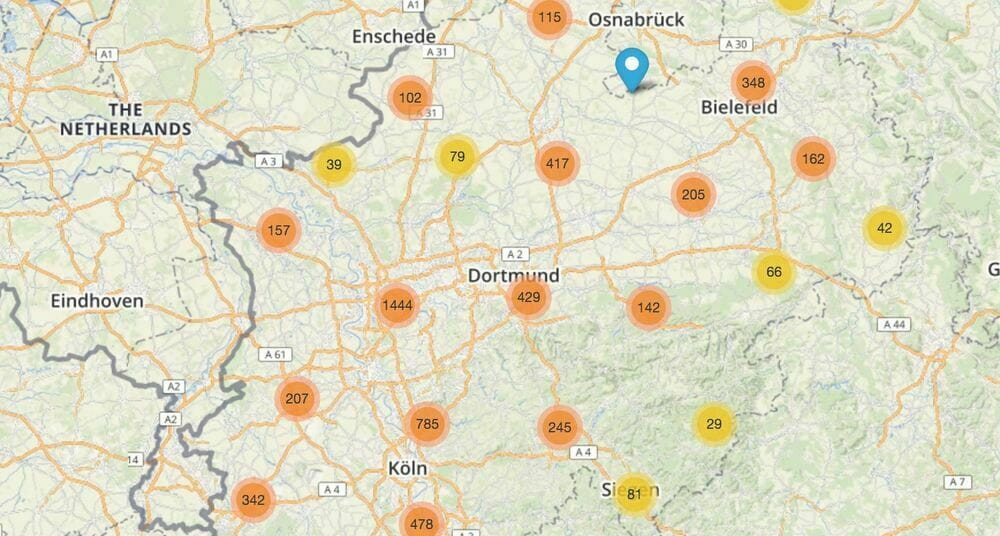 A1
115
Osnabrück
Enschede
A 31
A 30
A1
348
102
A 31
Bielefeld
THE
NETHERLANDS
A 3
39
79
417
162
205
157
42
A 2
Dortmund
66
Eindhoven
1444
429
142
A 44
A 61
A2
207
A2
785
245
29
14
Köln
A 4
A 4
Siegen
81
A 7
342
478
G